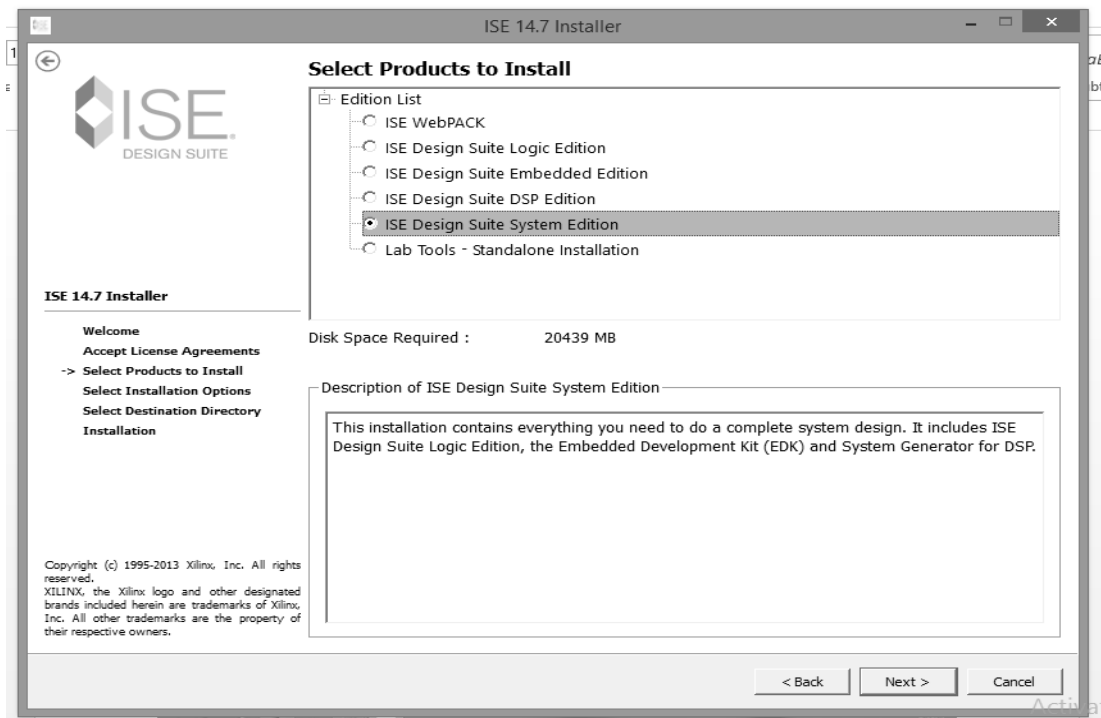 ISE 14.7 Installer
ISE
DESIGN SUITE
Select Products to Install
Edition List
ISE WebPACK
ISE Design Suite Logic Edition
ISE Design Suite Embedded Edition
ISE Design Suite DSP Edition
ISE Design Suite System Edition
Lab Tools - Standalone Installation
Disk Space Required : 20439 MB
ISE 14.7 Installer
Welcome
Accept License Agreements
-> Select Products to Install
Select Installation Options
Select Destination Directory
Installation
Description of ISE Design Suite System Edition
This installation contains everything you need to do a complete system design. It includes ISE
Design Suite Logic Edition, the Embedded Development Kit (EDK) and System Generator for DSP.
Copyright (c) 1995-2013 Xilinx, Inc. All rights
reserved.
XILINX, the Xilinx logo and other designated
brands included herein are trademarks of Xilinx,
Inc. All other trademarks are the property of
their respective owners.
< Back
Next >
Cancel